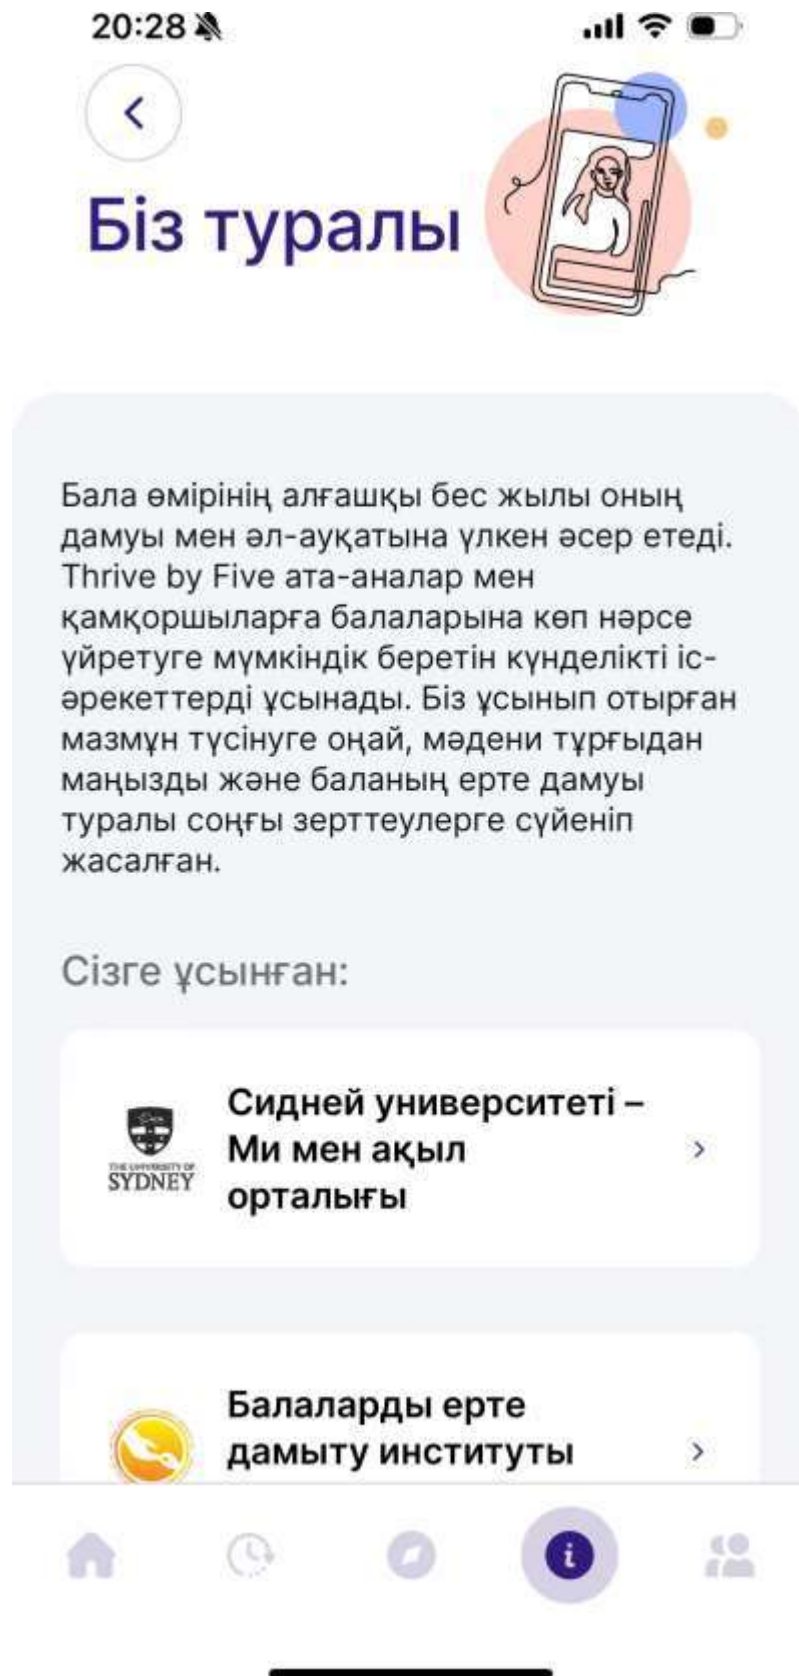 20:28
Біз туралы
Бала өмірінің алғашқы бес жылы оның
дамуы мен әл-ауқатына үлкен әсер етеді.
Thrive by Five ата-аналар мен
қамқоршыларға балаларына көп нәрсе
үйретуге мүмкіндік беретін күнделікті іс-
әрекеттерді ұсынады. Біз ұсынып отырған
мазмұн түсінуге оңай, мәдени тұрғыдан
маңызды және баланың ерте дамуы
туралы соңғы зерттеулерге сүйеніп
жасалған.
Сізге ұсынған:
THE UNIVERSITY OF
SYDNEY
Сидней университеті –
Ми мен ақыл
орталығы
Балаларды ерте
дамыту институты